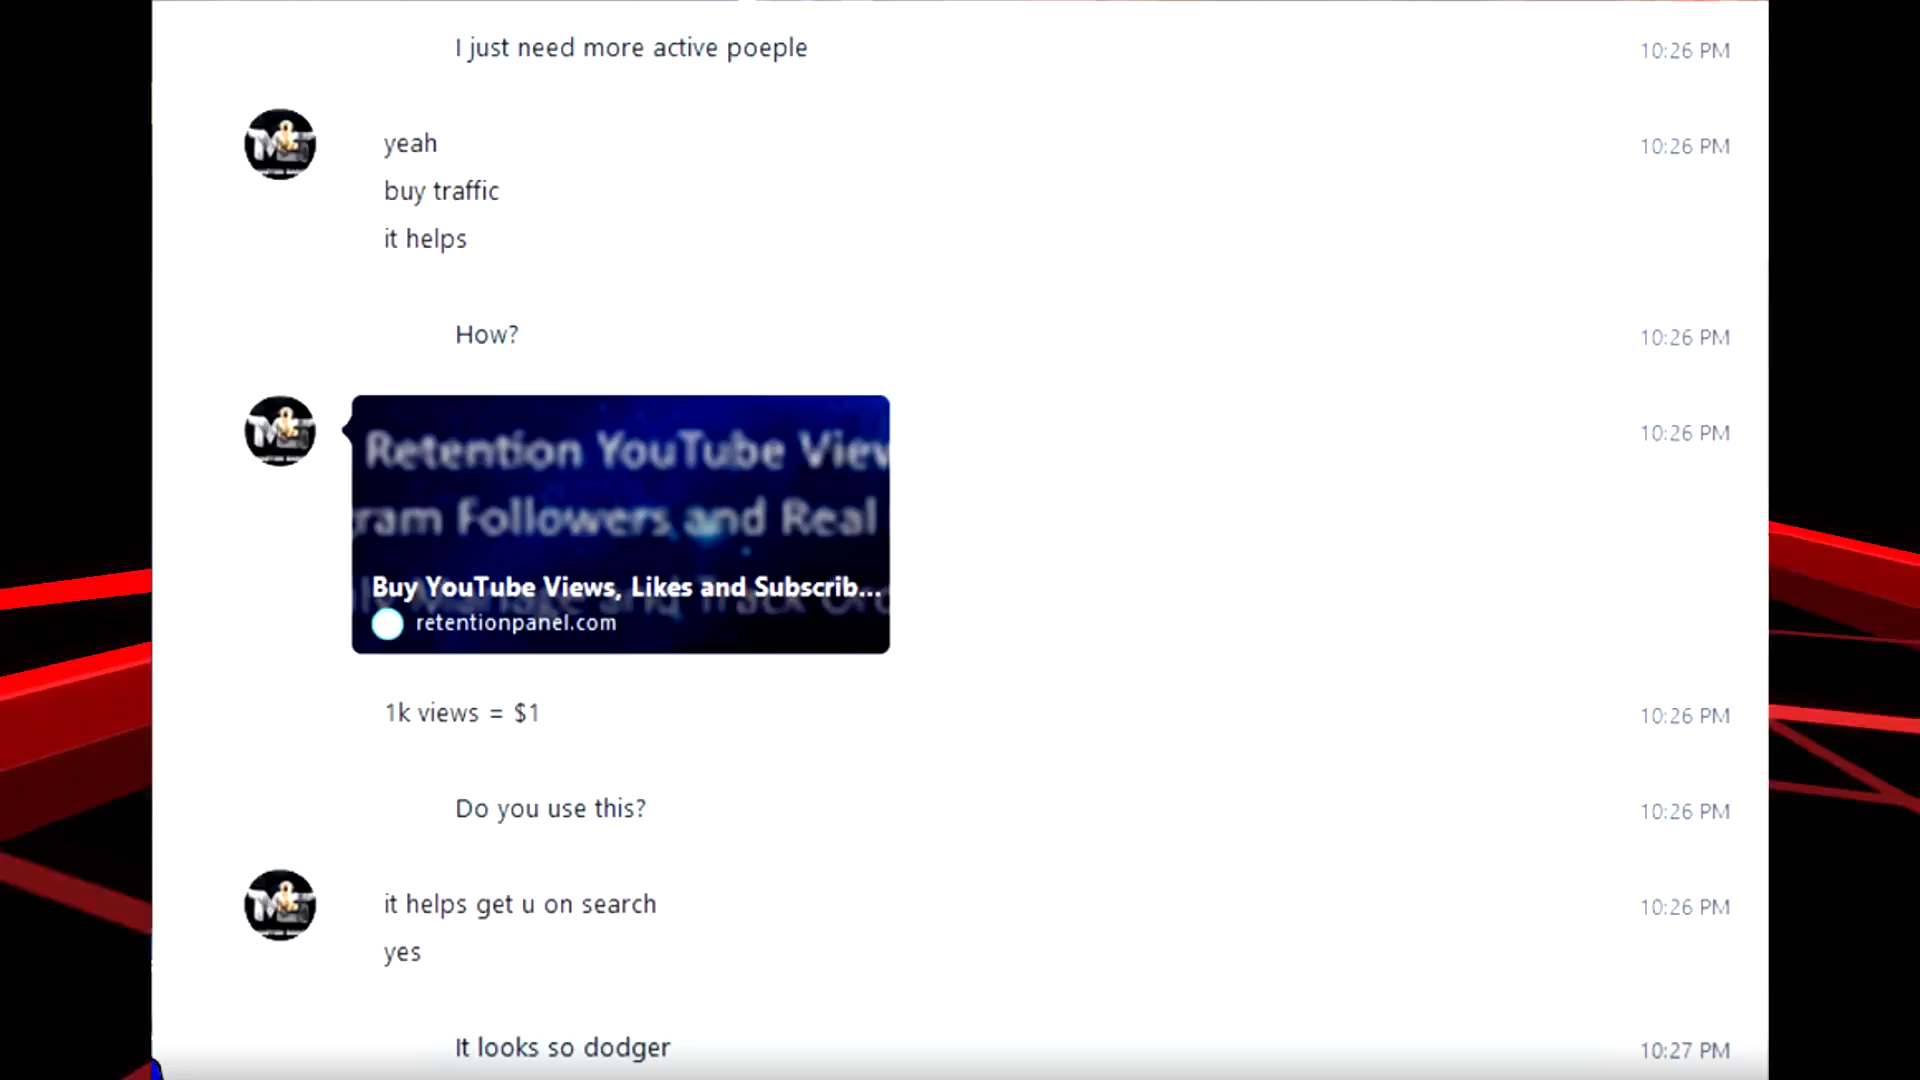 I just need more active poeple
10:26 PM
yeah
10:26 PM
buy traffic
it helps
How?
10:26 PM
10:26 PM
Retention YouTube View
ram Followers and Real
Buy YouTube Views, Likes and Subscrib...
retentionpanel.com
1k views = $1
10:26 PM
Do you use this?
10:26 PM
it helps get u on search
10:26 PM
yes
It looks so dodger
10:27 PM